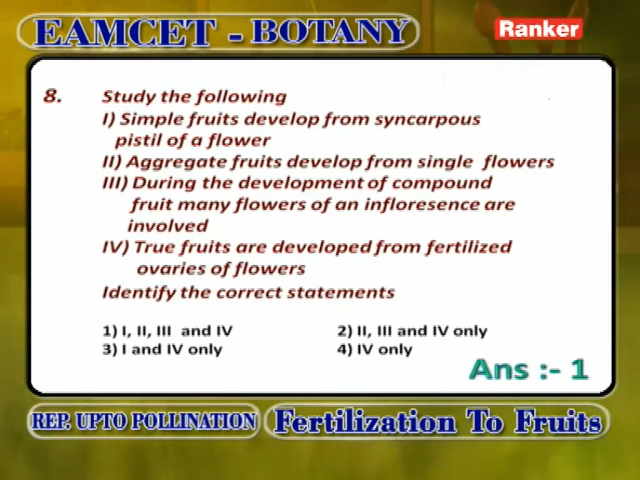 EAMCET - BOTANY
Ranker
8. Study the following
I) Simple fruits develop from syncarpous
pistil of a flower
II) Aggregate fruits develop from single flowers
III) During the development of compound
fruit many flowers of an infloresence are
involved
IV) True fruits are developed from fertilized
ovaries of flowers
Identify the correct statements
1) I, II, III and IV
2) II, III and IV only
3) I and IV only
4) IV only
Ans :- 1
REP. UPTO POLLINATION
Fertilization To Fruits